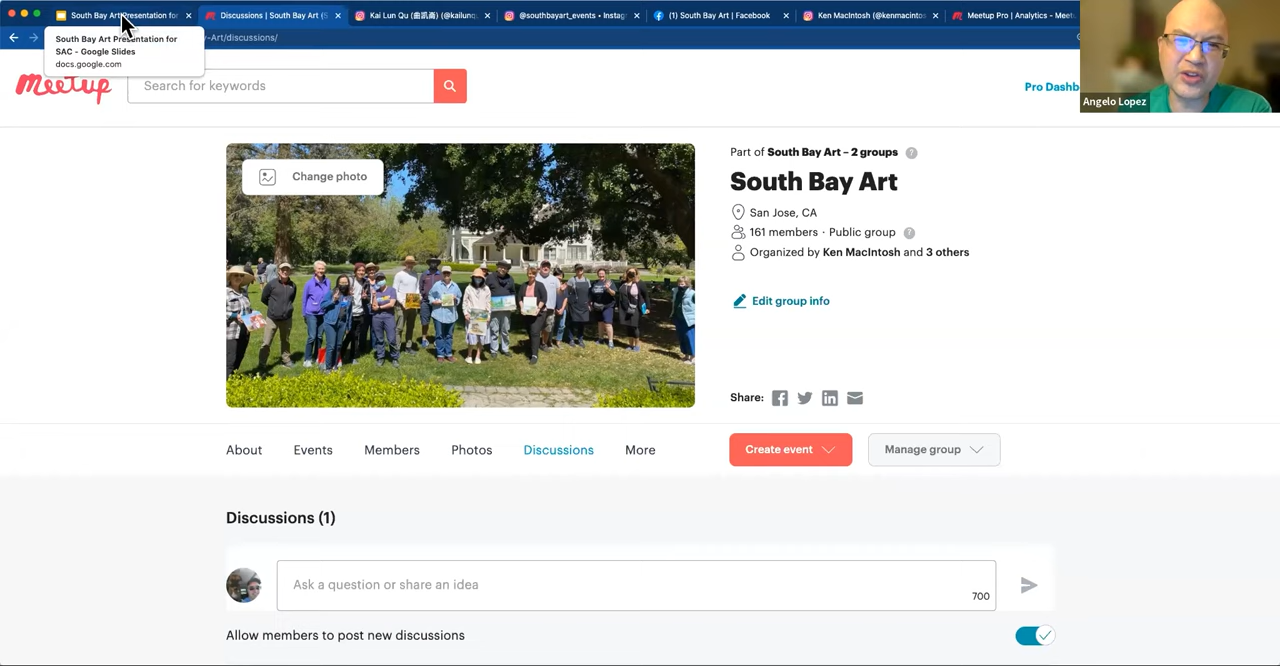 South Bay Art Presentation for
Discussions | South Bay Art (S
Kai Lun Qu (曲凯崙) (@kailunq
@southbayart_events • Instag
(1) South Bay Art | Facebook
Ken MacIntosh (@kenmacinto
Meetup Pro | Analytics - Meetu
South Bay Art Presentation for
SAC - Google Slides
docs.google.com
-Art/discussions/
Meetup
Search for keywords
Pro Dashb
Angelo Lopez
Change photo
Part of South Bay Art – 2 groups ?
South Bay Art
San Jose, CA
161 members · Public group ?
Organized by Ken MacIntosh and 3 others
Edit group info
Share:
About
Events
Members
Photos
Discussions
More
Create event
Manage group
Discussions (1)
Ask a question or share an idea
700
Allow members to post new discussions